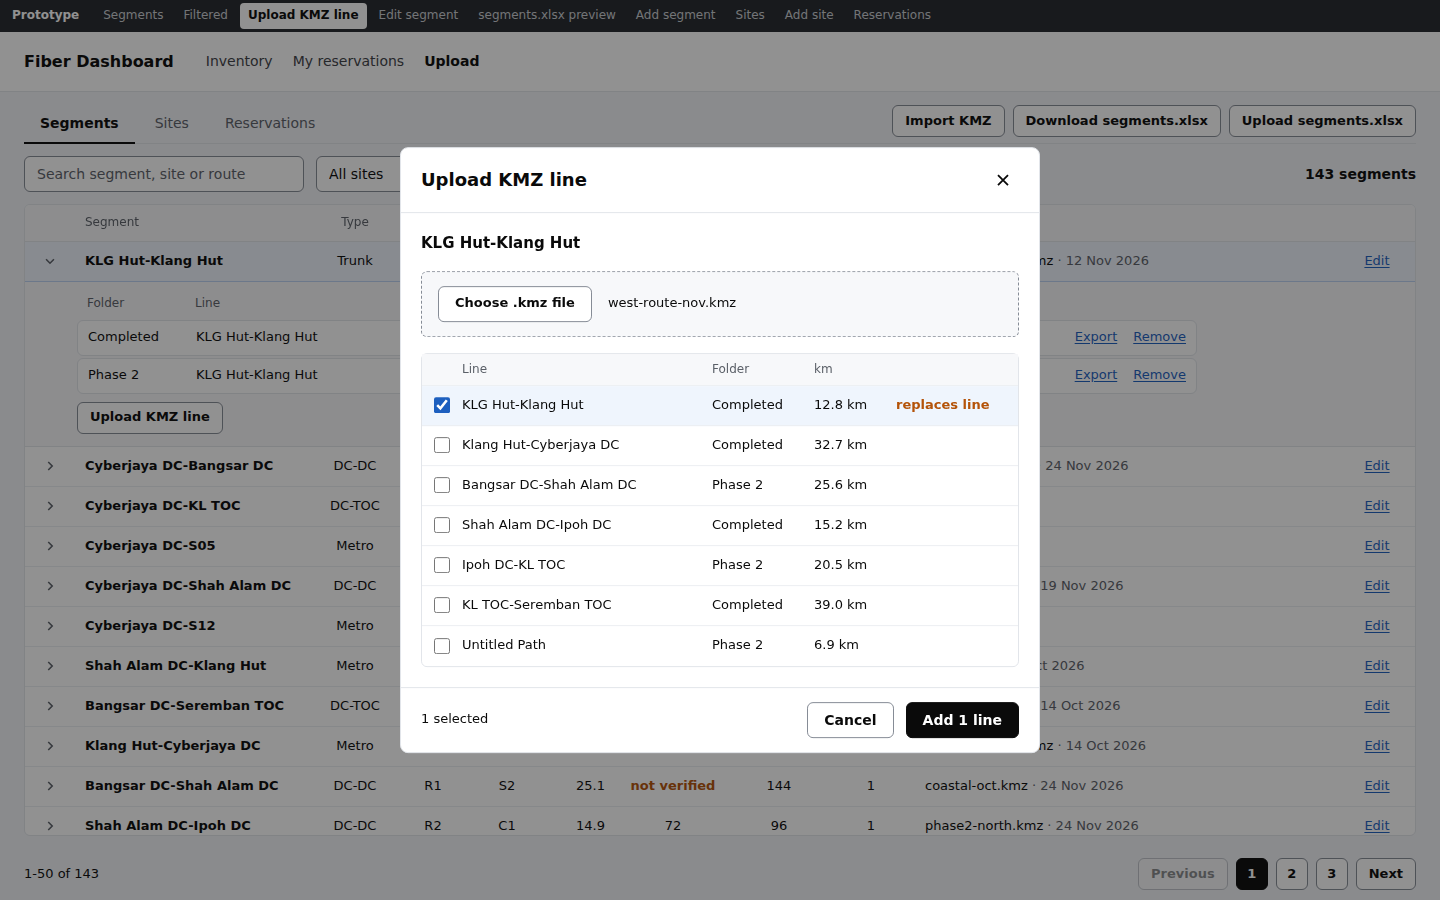 Prototype Segments Filtered Upload KMZ line Edit segment segments.xlsx preview Add segment Sites Add site Reservations
Fiber Dashboard Inventory My reservations Upload
Segments Sites Reservations Import KMZ Download segments.xlsx Upload segments.xlsx
Search segment, site or route All sites 143 segments
Segment Type
KLG Hut-Klang Hut Trunk · 12 Nov 2026 Edit
Folder Line
Completed KLG Hut-Klang Hut Export Remove
Phase 2 KLG Hut-Klang Hut Export Remove
Upload KMZ line
Cyberjaya DC-Bangsar DC DC-DC 24 Nov 2026 Edit
Cyberjaya DC-KL TOC DC-TOC Edit
Cyberjaya DC-S05 Metro Edit
Cyberjaya DC-Shah Alam DC DC-DC 19 Nov 2026 Edit
Cyberjaya DC-S12 Metro Edit
Shah Alam DC-Klang Hut Metro 2026 Edit
Bangsar DC-Seremban TOC DC-TOC 14 Oct 2026 Edit
Klang Hut-Cyberjaya DC Metro · 14 Oct 2026 Edit
Bangsar DC-Shah Alam DC DC-DC R1 S2 25.1 not verified 144 1 coastal-oct.kmz · 24 Nov 2026 Edit
Shah Alam DC-Ipoh DC DC-DC R2 C1 14.9 72 96 1 phase2-north.kmz · 24 Nov 2026 Edit
1-50 of 143 Previous 1 2 3 Next
Upload KMZ line ✕
KLG Hut-Klang Hut
Choose .kmz file west-route-nov.kmz
Line Folder km
KLG Hut-Klang Hut Completed 12.8 km replaces line
Klang Hut-Cyberjaya DC Completed 32.7 km
Bangsar DC-Shah Alam DC Phase 2 25.6 km
Shah Alam DC-Ipoh DC Completed 15.2 km
Ipoh DC-KL TOC Phase 2 20.5 km
KL TOC-Seremban TOC Completed 39.0 km
Untitled Path Phase 2 6.9 km
1 selected Cancel Add 1 line